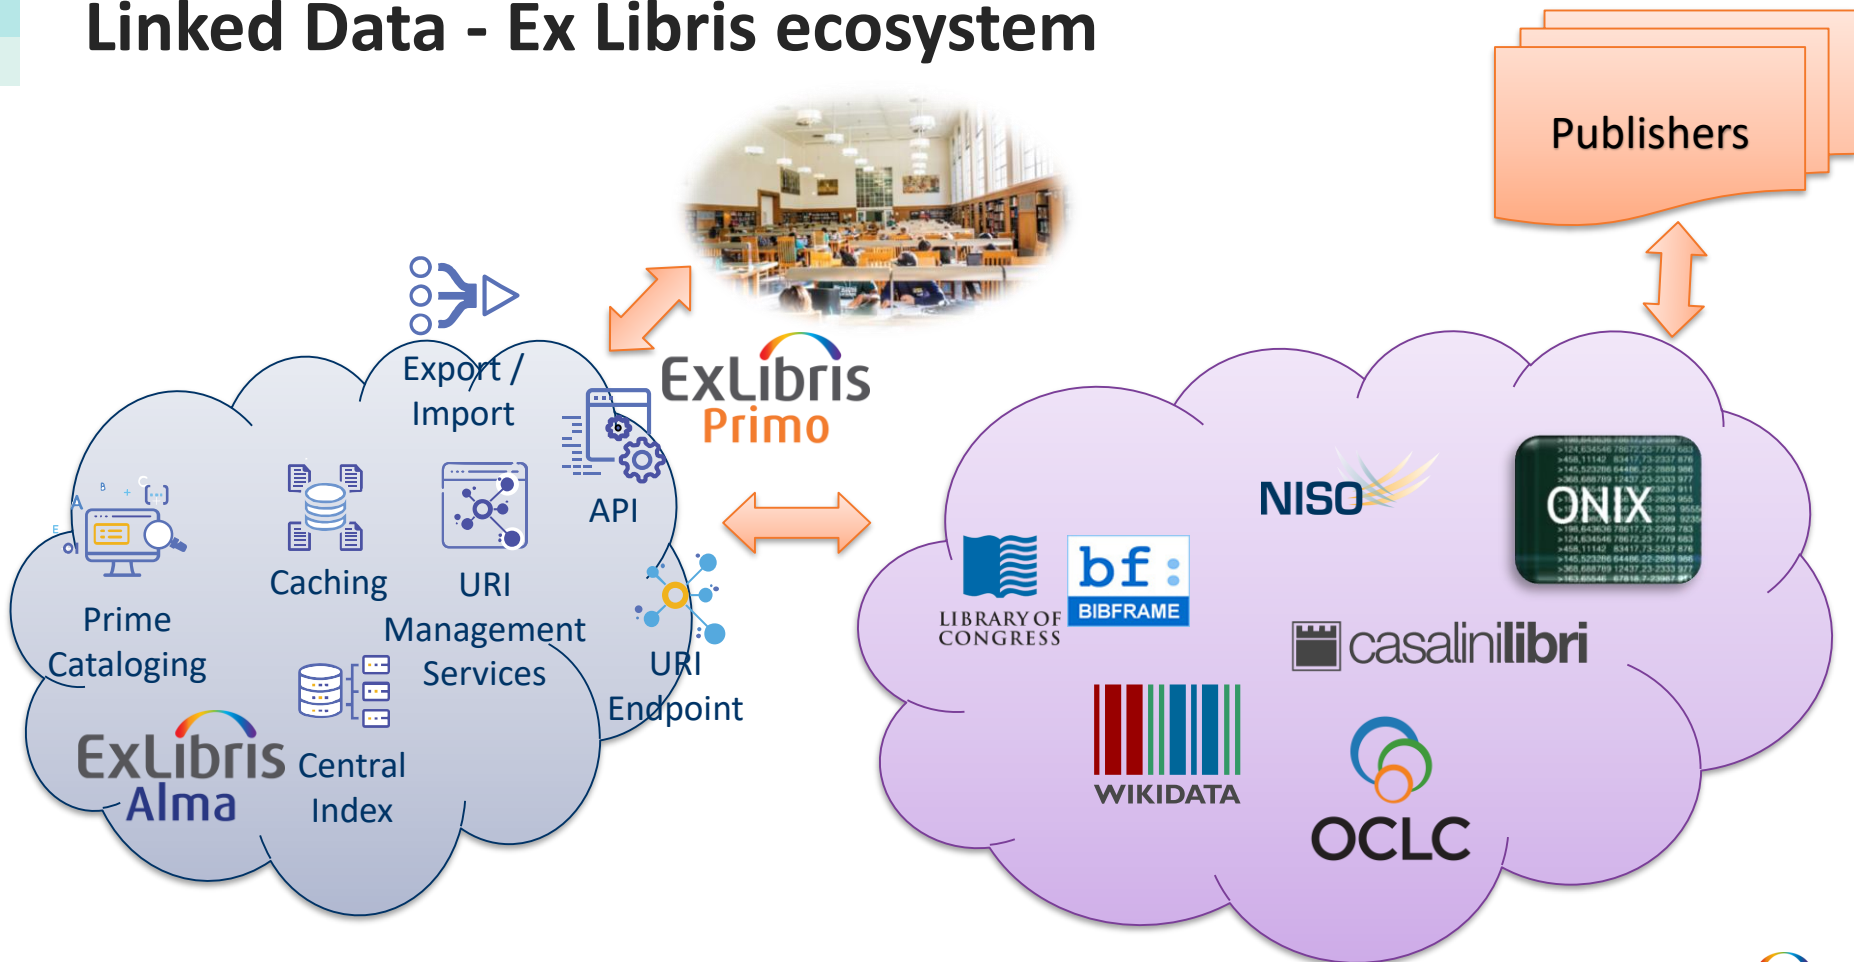 Linked Data - Ex Libris ecosystem
Publishers
Export /
Import
ExLibris
Primo
API
Caching
URI
Management
Services
Prime
Cataloging
URI
Endpoint
ExLibris
Alma
Central
Index
NISO
ONIX
LIBRARY OF
CONGRESS
bf:
BIBFRAME
casalinilibri
WIKIDATA
OCLC